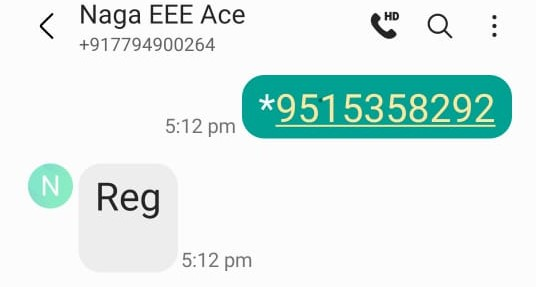 Naga EEE Ace
HD
+917794900264
*9515358292
5:12 pm
N
Reg
5:12 pm